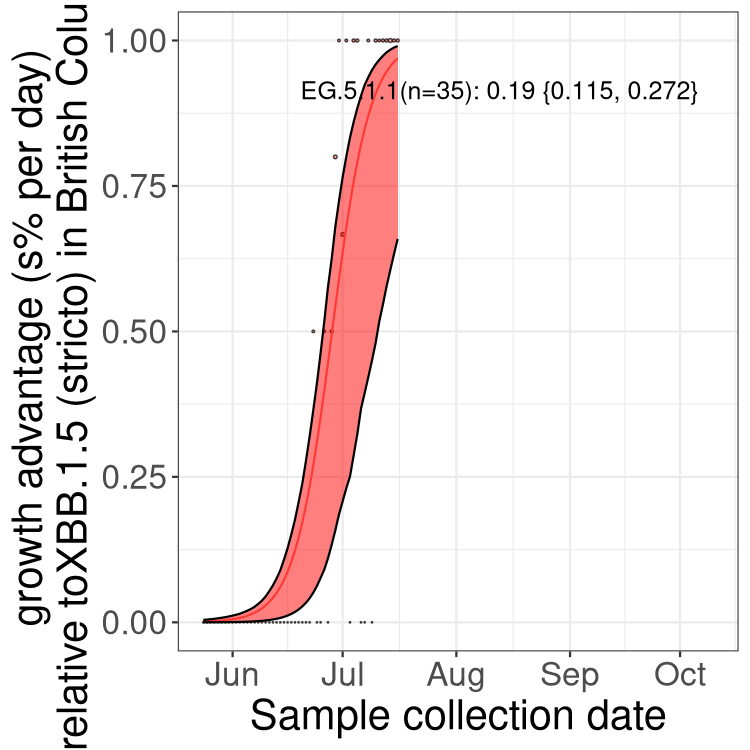 growth advantage (s% per day)
relative toXBB.1.5 (stricto) in British Colu
1.00
0.75
0.50
0.25
0.00
EG.5.1.1(n=35): 0.19 {0.115, 0.272}
Jun Jul Aug Sep Oct
Sample collection date